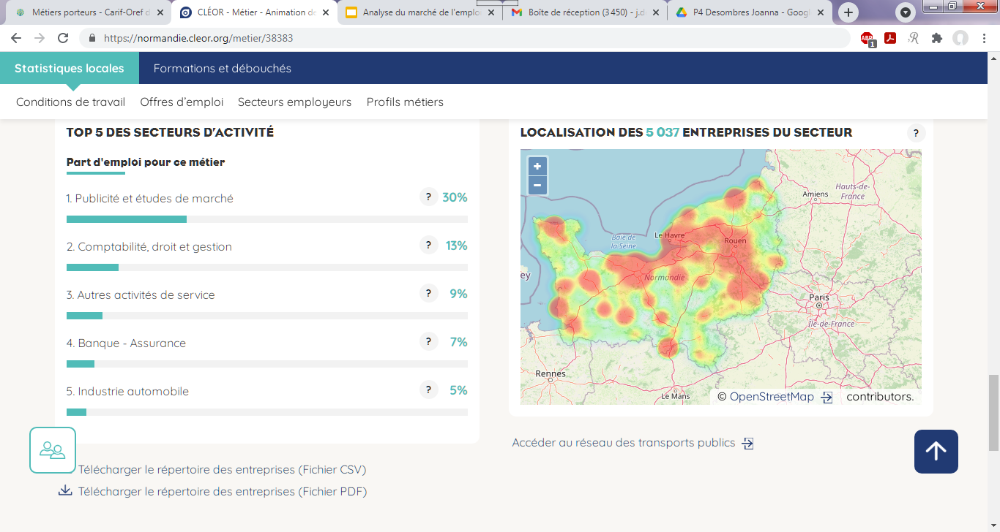 Métiers porteurs - Carif-Oref d
CLÉOR - Métier - Animation de
Analyse du marché de l'emplo
Boîte de réception (3 450) - j.d
P4 Desombres Joanna - Goog
https://normandie.cleor.org/metier/38383
ABP
1
Statistiques locales
Formations et débouchés
Conditions de travail
Offres d'emploi
Secteurs employeurs
Profils métiers
TOP 5 DES SECTEURS D'ACTIVITÉ
Part d'emploi pour ce métier
1. Publicité et études de marché ? 30%
2. Comptabilité, droit et gestion ? 13%
3. Autres activités de service ? 9%
4. Banque - Assurance ? 7%
5. Industrie automobile ? 5%
Télécharger le répertoire des entreprises (Fichier CSV)
Télécharger le répertoire des entreprises (Fichier PDF)
LOCALISATION DES 5 037 ENTREPRISES DU SECTEUR ?
+
−
Amiens
Hauts-de-
France
Baie de
la Seine
Le Havre
Rouen
ey
Normandie
Paris
Île-de-France
Rennes
Le Mans
© OpenStreetMap contributors.
Accéder au réseau des transports publics